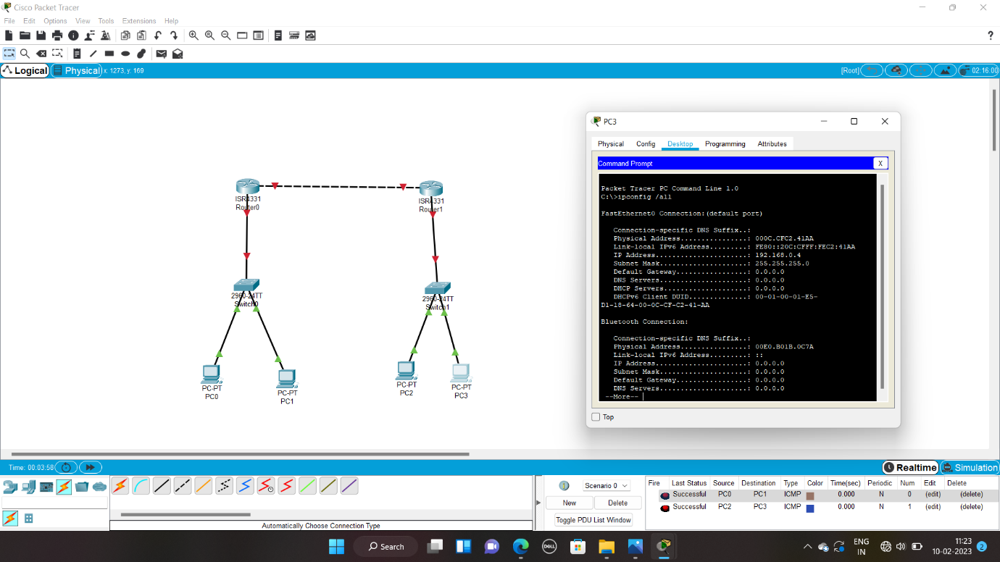 Cisco Packet Tracer
File Edit Options View Tools Extensions Help
?
Logical Physical x: 1273, y: 169 [Root] 02:16:00
PC3
Physical Config Desktop Programming Attributes
Command Prompt X
Packet Tracer PC Command Line 1.0
C:\>ipconfig /all
FastEthernet0 Connection:(default port)
Connection-specific DNS Suffix..:
Physical Address................: 000C.CFC2.41AA
Link-local IPv6 Address.........: FE80::20C:CFFF:FEC2:41AA
IP Address......................: 192.168.0.4
Subnet Mask.....................: 255.255.255.0
Default Gateway.................: 0.0.0.0
DNS Servers.....................: 0.0.0.0
DHCP Servers....................: 0.0.0.0
DHCPv6 Client DUID..............: 00-01-00-01-E5-
D1-18-64-00-0C-CF-C2-41-AA
Bluetooth Connection:
Connection-specific DNS Suffix..:
Physical Address................: 00E0.B01B.0C7A
Link-local IPv6 Address.........: ::
IP Address......................: 0.0.0.0
Subnet Mask.....................: 0.0.0.0
Default Gateway.................: 0.0.0.0
DNS Servers.....................: 0.0.0.0
--More--
Top
ISR4331
Router0
ISR4331
Router1
2960-24TT
Switch0
2960-24TT
Switch1
PC-PT
PC0
PC-PT
PC1
PC-PT
PC2
PC-PT
PC3
Time: 00:03:58 Realtime Simulation
Automatically Choose Connection Type
Scenario 0
New Delete
Toggle PDU List Window
Fire Last Status Source Destination Type Color Time(sec) Periodic Num Edit Delete
Successful PC0 PC1 ICMP 0.000 N 0 (edit) (delete)
Successful PC2 PC3 ICMP 0.000 N 1 (edit) (delete)
Search
DELL
ENG
IN
11:23
10-02-2023
2